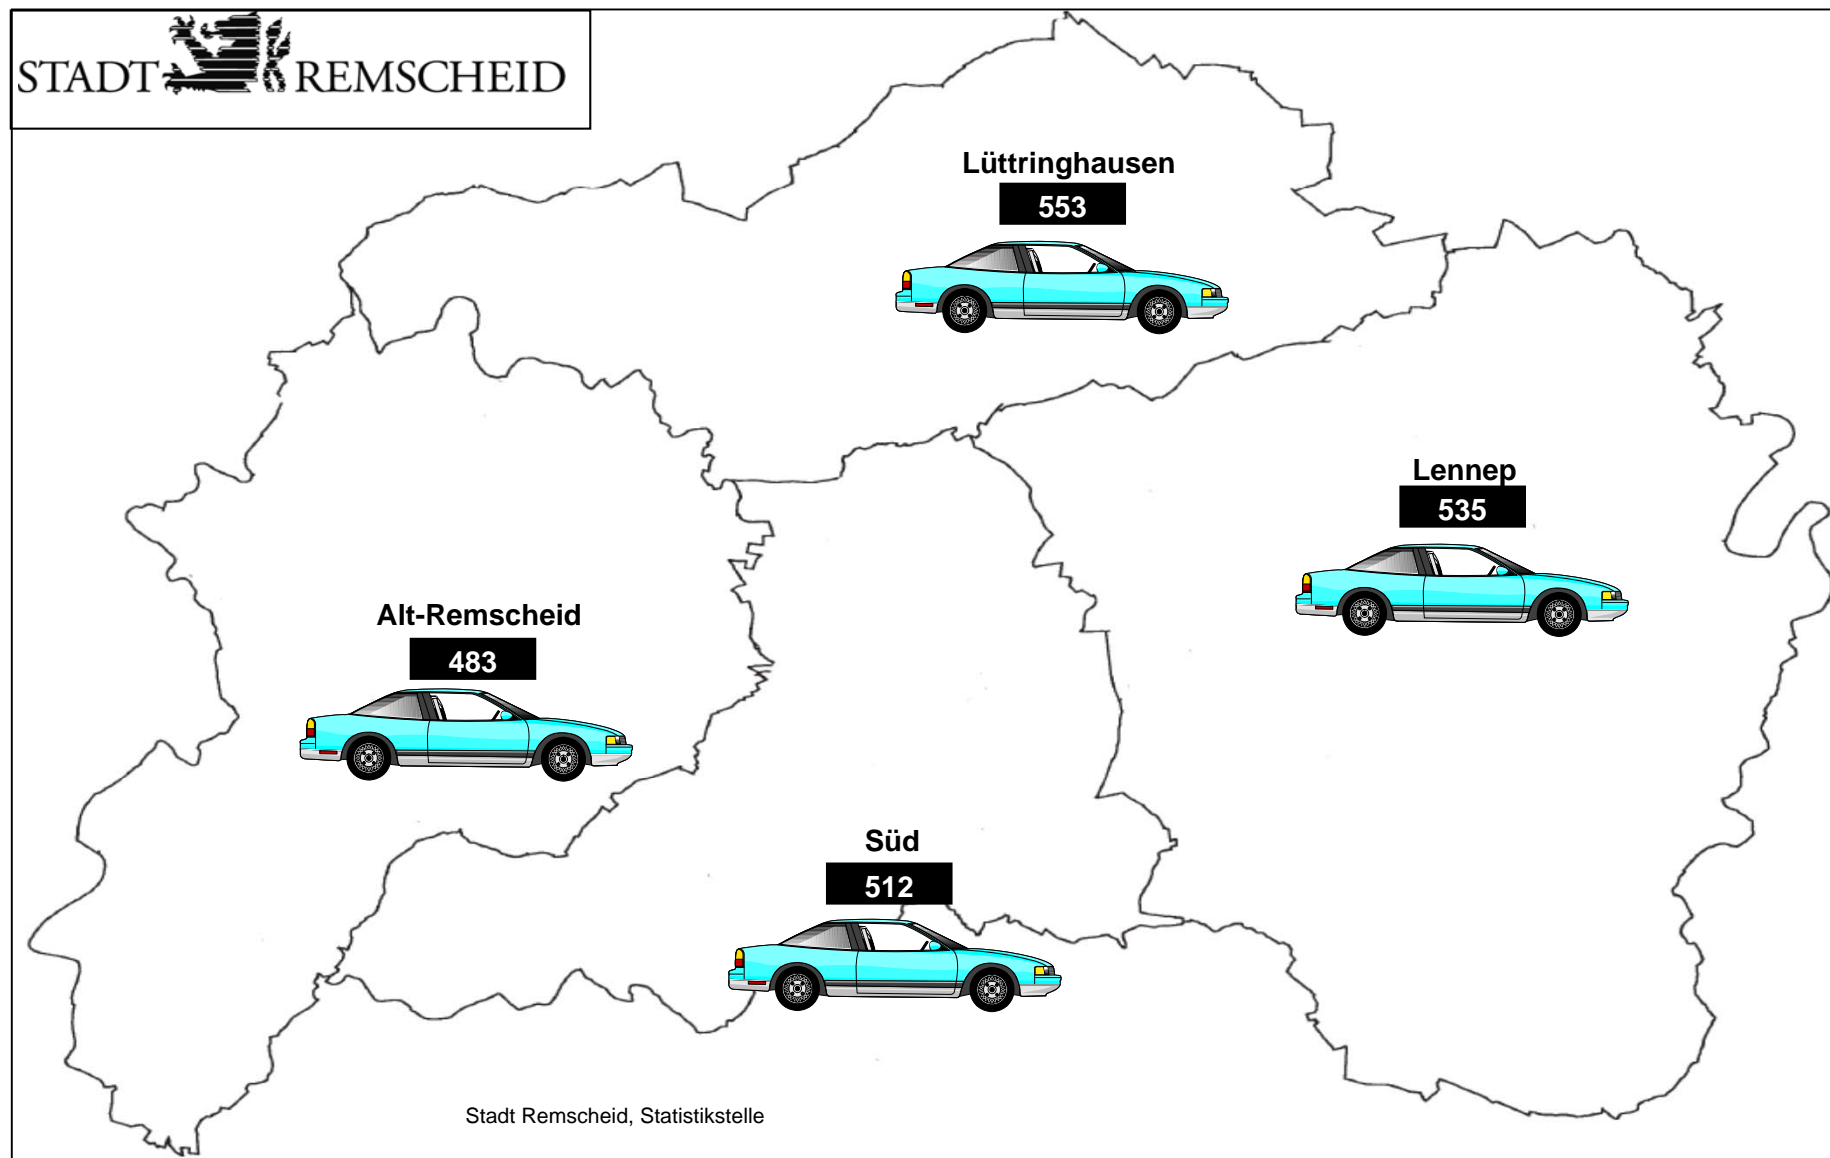 STADT REMSCHEID
Lüttringhausen
553
Lennep
535
Alt-Remscheid
483
Süd
512
Stadt Remscheid, Statistikstelle